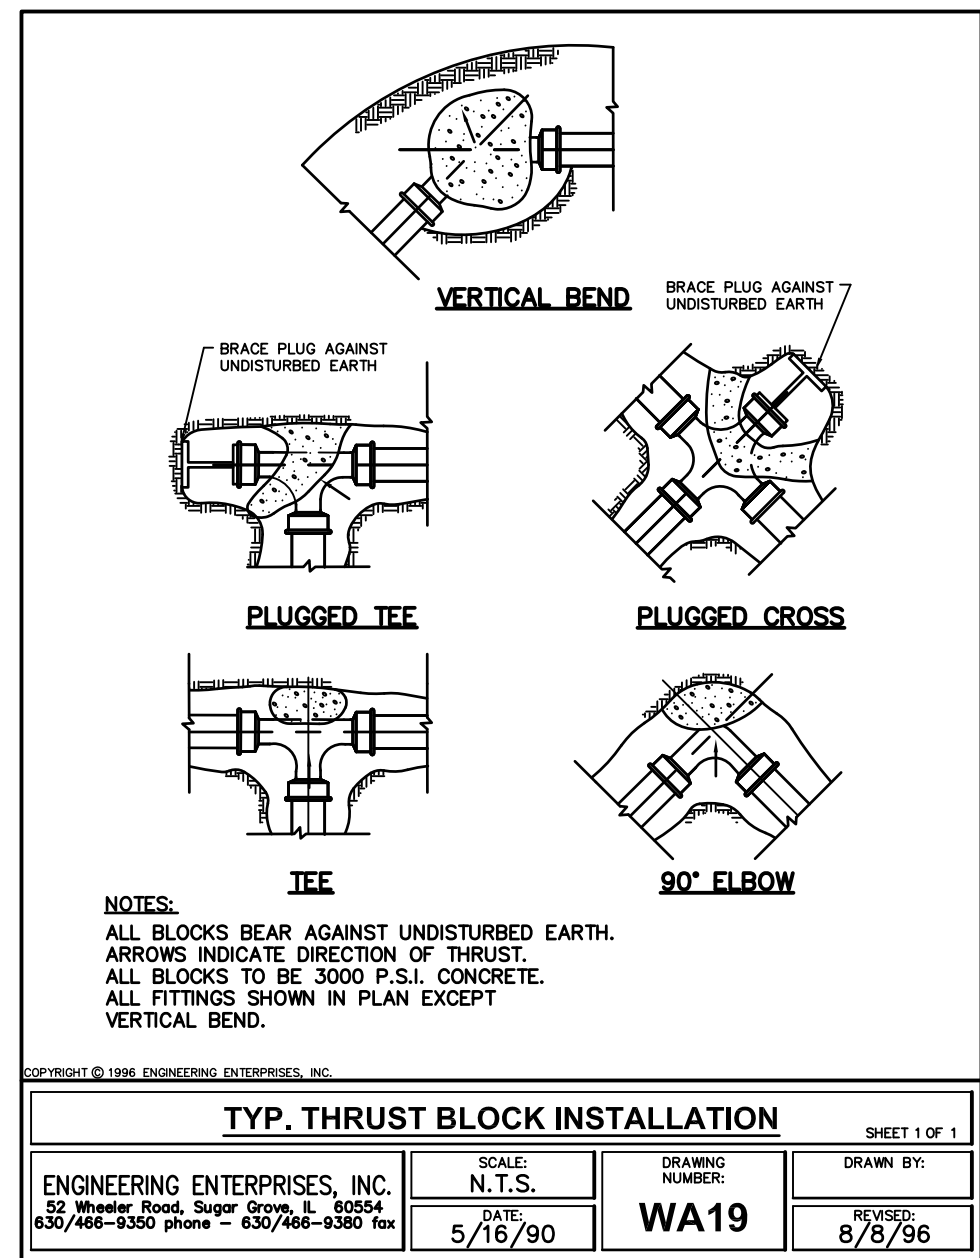 VERTICAL BEND
BRACE PLUG AGAINST
UNDISTURBED EARTH
BRACE PLUG AGAINST
UNDISTURBED EARTH
PLUGGED TEE
PLUGGED CROSS
TEE
90° ELBOW
NOTES:
ALL BLOCKS BEAR AGAINST UNDISTURBED EARTH.
ARROWS INDICATE DIRECTION OF THRUST.
ALL BLOCKS TO BE 3000 P.S.I. CONCRETE.
ALL FITTINGS SHOWN IN PLAN EXCEPT
VERTICAL BEND.
COPYRIGHT © 1996 ENGINEERING ENTERPRISES, INC.
TYP. THRUST BLOCK INSTALLATION
SHEET 1 OF 1
ENGINEERING ENTERPRISES, INC.
52 Wheeler Road, Sugar Grove, IL 60554
630/466-9350 phone - 630/466-9380 fax
SCALE:
N.T.S.
DATE:
5/16/90
DRAWING
NUMBER:
WA19
DRAWN BY:
REVISED:
8/8/96